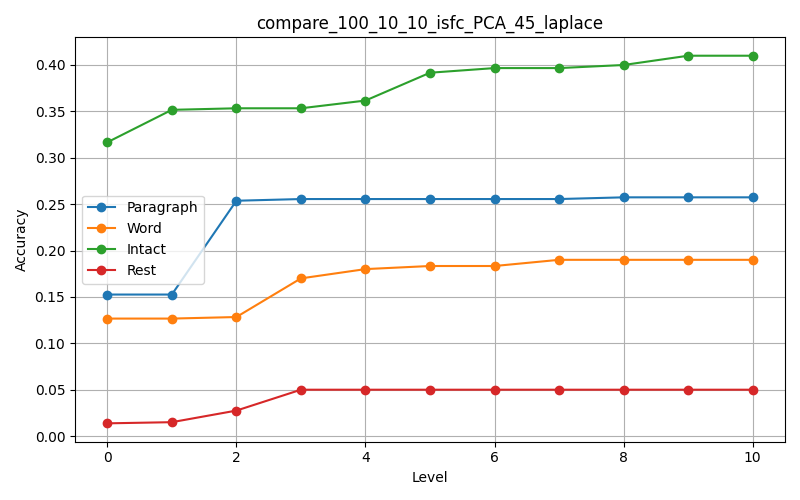 compare_100_10_10_isfc_PCA_45_laplace
0.40
0.35
0.30
0.25
0.20
0.15
0.10
0.05
0.00
Accuracy
Paragraph
Word
Intact
Rest
0 2 4 6 8 10
Level